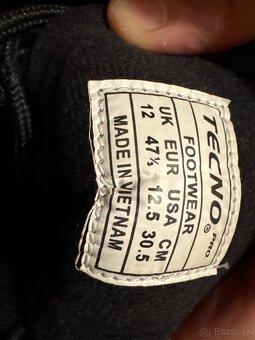 TECNO® PRO
FOOTWEAR
UK EUR USA CM
12 47⅓ 12.5 30.5
MADE IN VIETNAM
© Bazos.sk